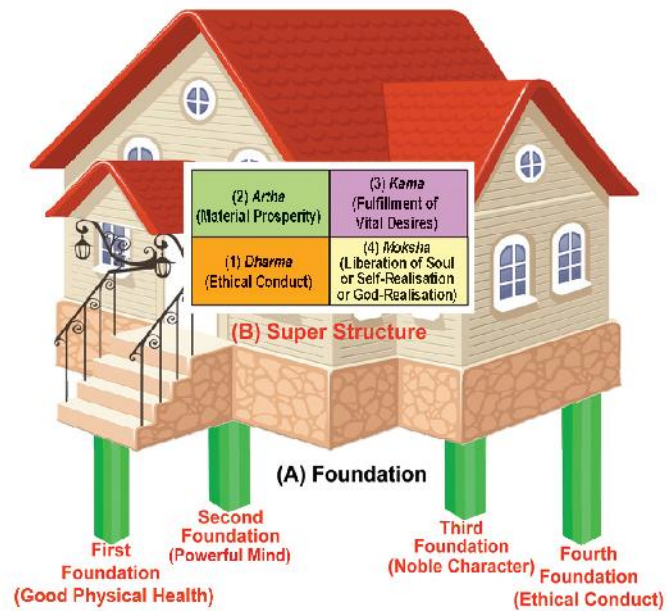 (2) Artha
(Material Prosperity)
(3) Kama
(Fulfillment of
Vital Desires)
(1) Dharma
(Ethical Conduct)
(4) Moksha
(Liberation of Soul
or Self-Realisation
or God-Realisation)
(B) Super Structure
(A) Foundation
First
Foundation
(Good Physical Health)
Second
Foundation
(Powerful Mind)
Third
Foundation
(Noble Character)
Fourth
Foundation
(Ethical Conduct)